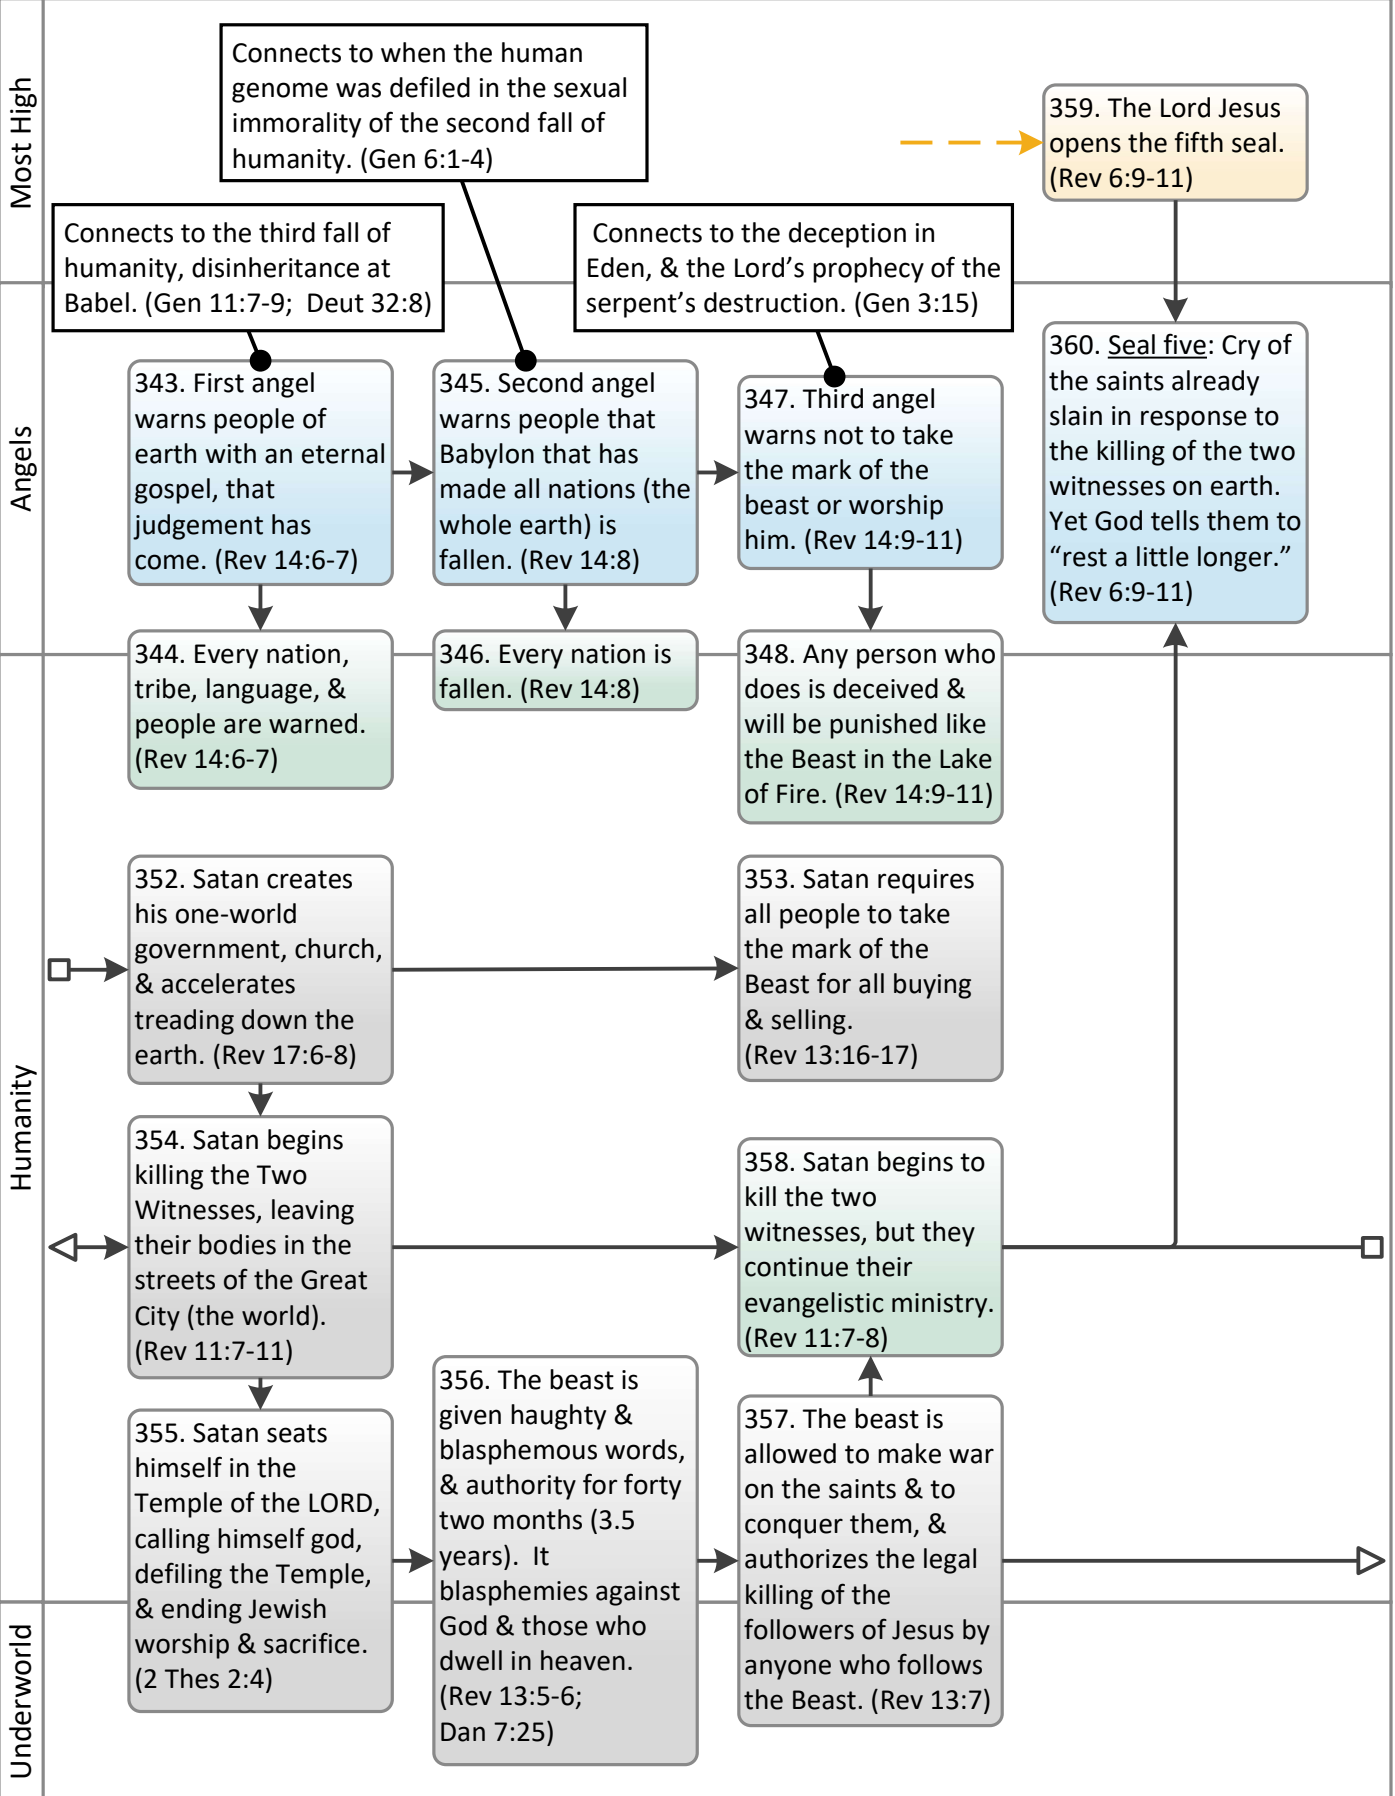 Most High
Connects to when the human
genome was defiled in the sexual
immorality of the second fall of
humanity. (Gen 6:1-4)
359. The Lord Jesus
opens the fifth seal.
(Rev 6:9-11)
Connects to the third fall of
humanity, disinheritance at
Babel. (Gen 11:7-9;  Deut 32:8)
Connects to the deception in
Eden, & the Lord’s prophecy of the
serpent’s destruction. (Gen 3:15)
Angels
343. First angel
warns people of
earth with an eternal
gospel, that
judgement has
come. (Rev 14:6-7)
345. Second angel
warns people that
Babylon that has
made all nations (the
whole earth) is
fallen. (Rev 14:8)
347. Third angel
warns not to take
the mark of the
beast or worship
him. (Rev 14:9-11)
360. Seal five: Cry of
the saints already
slain in response to
the killing of the two
witnesses on earth.
Yet God tells them to
“rest a little longer.”
(Rev 6:9-11)
Humanity
344. Every nation,
tribe, language, &
people are warned.
(Rev 14:6-7)
346. Every nation is
fallen. (Rev 14:8)
348. Any person who
does is deceived &
will be punished like
the Beast in the Lake
of Fire. (Rev 14:9-11)
352. Satan creates
his one-world
government, church,
& accelerates
treading down the
earth. (Rev 17:6-8)
353. Satan requires
all people to take
the mark of the
Beast for all buying
& selling.
(Rev 13:16-17)
354. Satan begins
killing the Two
Witnesses, leaving
their bodies in the
streets of the Great
City (the world).
(Rev 11:7-11)
358. Satan begins to
kill the two
witnesses, but they
continue their
evangelistic ministry.
(Rev 11:7-8)
355. Satan seats
himself in the
Temple of the LORD,
calling himself god,
defiling the Temple,
& ending Jewish
worship & sacrifice.
(2 Thes 2:4)
356. The beast is
given haughty &
blasphemous words,
& authority for forty
two months (3.5
years).  It
blasphemies against
God & those who
dwell in heaven.
(Rev 13:5-6;
Dan 7:25)
357. The beast is
allowed to make war
on the saints & to
conquer them, &
authorizes the legal
killing of the
followers of Jesus by
anyone who follows
the Beast. (Rev 13:7)
Underworld